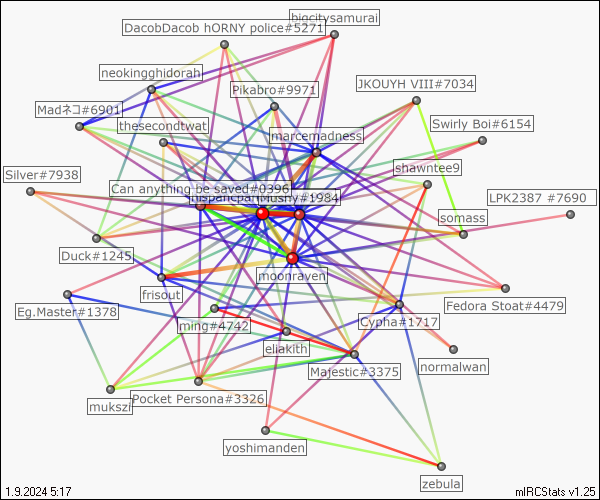 bigcitysamurai
DacobDacob hORNY police#5271
neokingghidorah
Pikabro#9971
JKOUYH VIII#7034
Madネコ#6901
thesecondtwat
marcemadness
Swirly Boi#6154
shawntee9
Silver#7938
Can anything be saved#0396
Mushy#1984
LPK2387 #7690
somass
Duck#1245
moonraven
frisout
Eg.Master#1378
Fedora Stoat#4479
ming#4742
Cypha#1717
eliakith
normalwan
Majestic#3375
mukszi
Pocket Persona#3326
yoshimanden
zebula
1.9.2024 5:17
mIRCStats v1.25